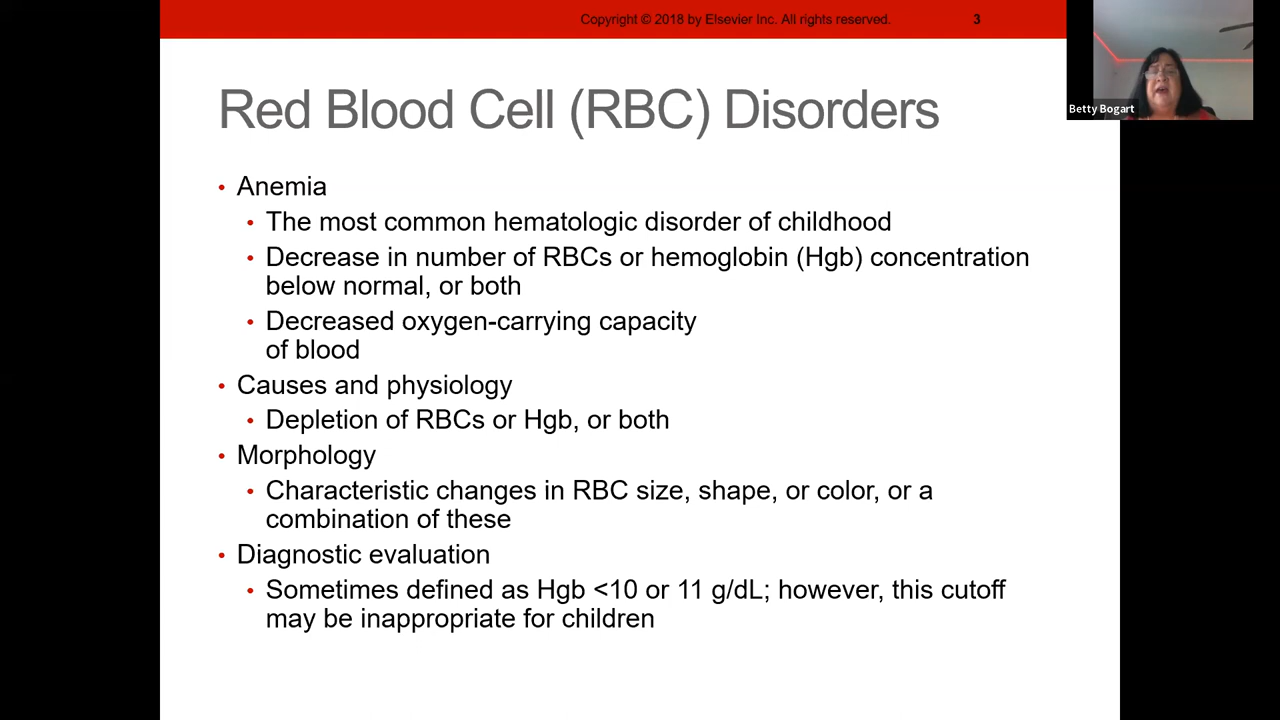 Copyright © 2018 by Elsevier Inc. All rights reserved. 3
Betty Bogart
Red Blood Cell (RBC) Disorders
• Anemia
• The most common hematologic disorder of childhood
• Decrease in number of RBCs or hemoglobin (Hgb) concentration
below normal, or both
• Decreased oxygen-carrying capacity
of blood
• Causes and physiology
• Depletion of RBCs or Hgb, or both
• Morphology
• Characteristic changes in RBC size, shape, or color, or a
combination of these
• Diagnostic evaluation
• Sometimes defined as Hgb <10 or 11 g/dL; however, this cutoff
may be inappropriate for children